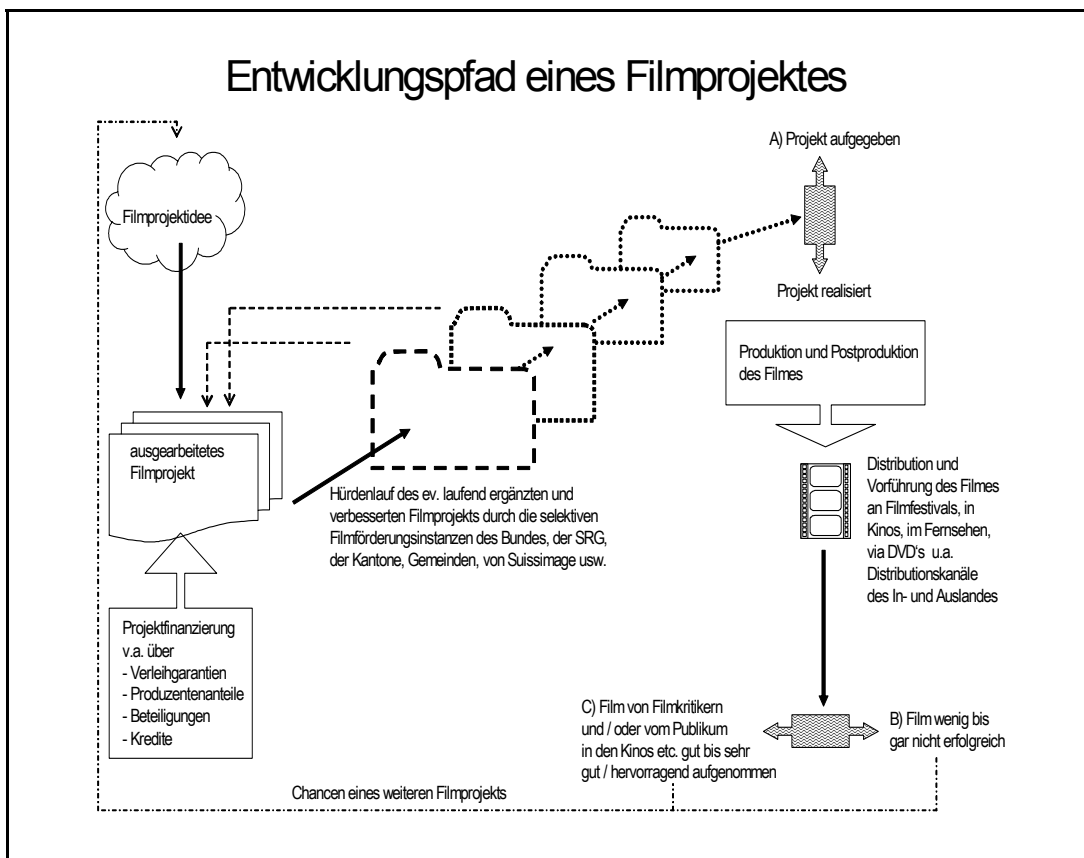 Entwicklungspfad eines Filmprojektes
Filmprojektidee
A) Projekt aufgegeben
Projekt realisiert
Produktion und Postproduktion
des Filmes
ausgearbeitetes
Filmprojekt
Hürdenlauf des ev. laufend ergänzten und
verbesserten Filmprojekts durch die selektiven
Filmförderungsinstanzen des Bundes, der SRG,
der Kantone, Gemeinden, von Suissimage usw.
Distribution und
Vorführung des Filmes
an Filmfestivals, in
Kinos, im Fernsehen,
via DVD's u.a.
Distributionskanäle
des In- und Auslandes
Projektfinanzierung
v.a. über
- Verleihgarantien
- Produzentenanteile
- Beteiligungen
- Kredite
C) Film von Filmkritikern
und / oder vom Publikum
in den Kinos etc. gut bis sehr
gut / hervorragend aufgenommen
B) Film wenig bis
gar nicht erfolgreich
Chancen eines weiteren Filmprojekts